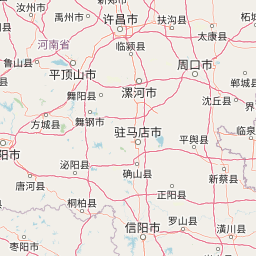 汝州市
新郑市
禹州市
许昌市
扶沟县
柘城
太康县
河南省
临颍县
鲁山县
平顶山市
周口市
郸城县
舞阳县
漯河市
沈丘县
方城县
舞钢市
临泉
驻马店市
平舆县
阳市
泌阳县
确山县
新蔡县
唐河县
正阳县
桐柏县
罗山县
潢川县
枣阳市
信阳市